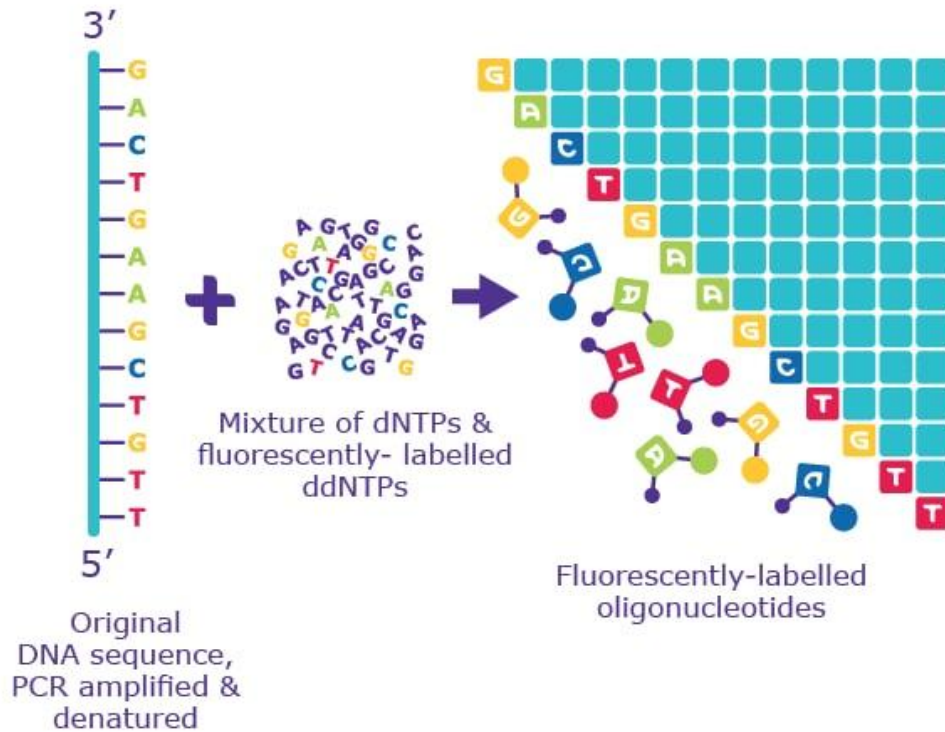 3’
G
A
C
T
G
A
A
G
C
T
G
T
T
5’
Original
DNA sequence,
PCR amplified &
denatured
Mixture of dNTPs &
fluorescently- labelled
ddNTPs
G
A
C
T
G
A
A
G
C
T
G
T
T
G
C
A
T
T
G
A
C
Fluorescently-labelled
oligonucleotides